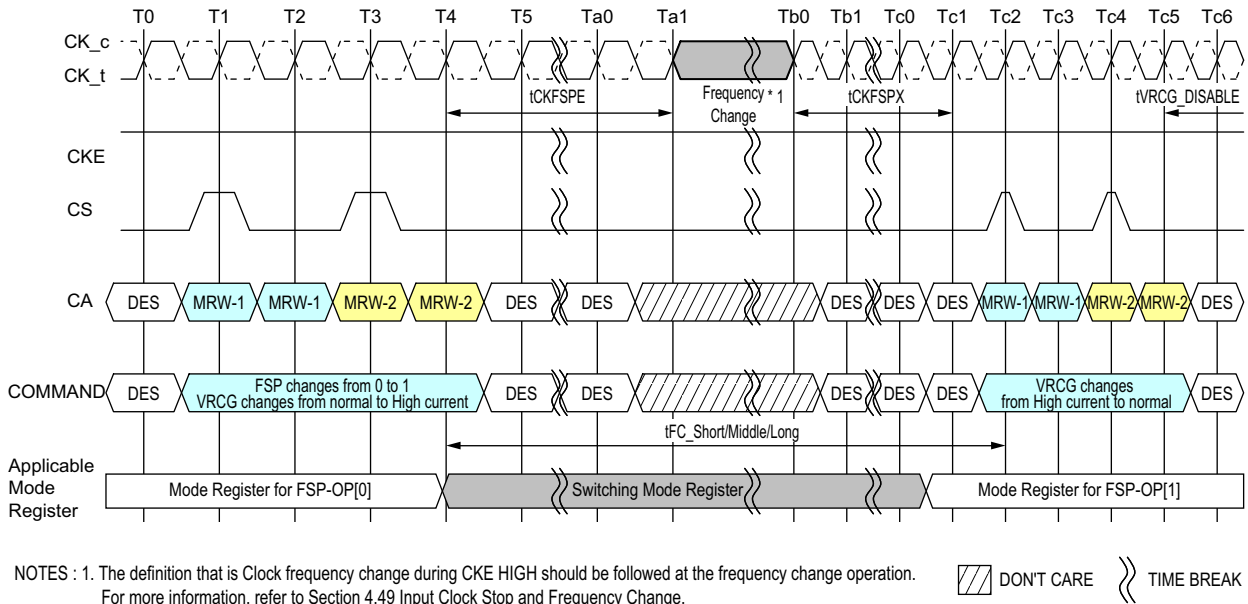 T0 T1 T2 T3 T4 T5 Ta0 Ta1 Tb0 Tb1 Tc0 Tc1 Tc2 Tc3 Tc4 Tc5 Tc6
CK_c
CK_t
tCKFSPE
Frequency * 1
Change
tCKFSPX
tVRCG_DISABLE
CKE
CS
CA
DES MRW-1 MRW-1 MRW-2 MRW-2 DES DES DES DES DES MRW-1 MRW-1 MRW-2 MRW-2 DES
COMMAND
DES
FSP changes from 0 to 1
VRCG changes from normal to High current
DES DES DES DES DES
VRCG changes
from High current to normal
DES
tFC_Short/Middle/Long
Applicable
Mode
Register
Mode Register for FSP-OP[0]
Switching Mode Register
Mode Register for FSP-OP[1]
NOTES : 1. The definition that is Clock frequency change during CKE HIGH should be followed at the frequency change operation.
For more information, refer to Section 4.49 Input Clock Stop and Frequency Change.
DON'T CARE
TIME BREAK